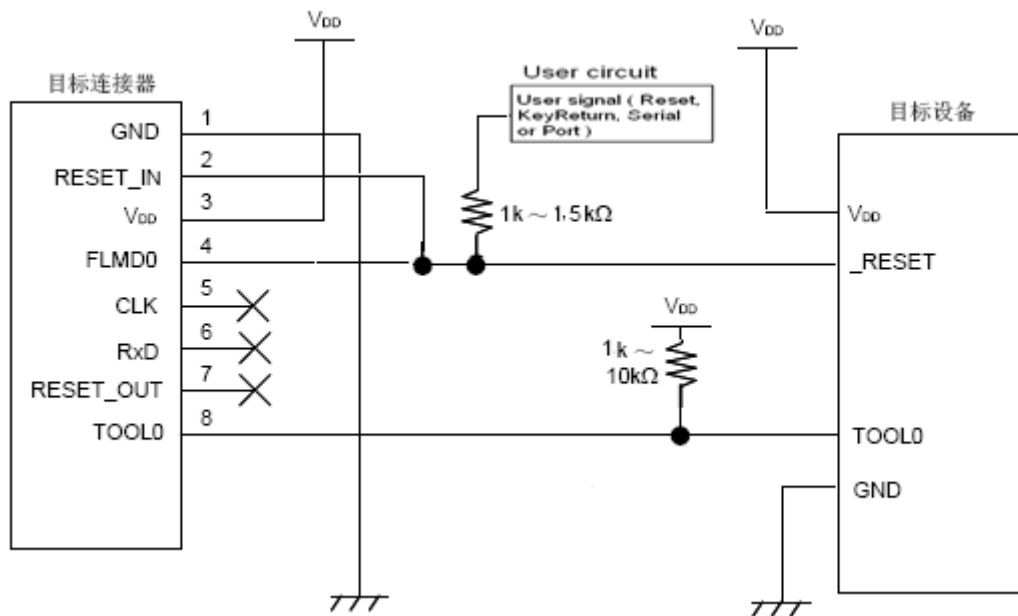 VDD
VDD
User circuit
User signal ( Reset,
KeyReturn, Serial
or Port )
目标连接器
目标设备
GND
1
RESET_IN
2
VDD
3
1k ～ 1.5kΩ
VDD
FLMD0
4
_RESET
CLK
5
VDD
RxD
6
1k ～
10kΩ
RESET_OUT
7
TOOL0
8
TOOL0
GND